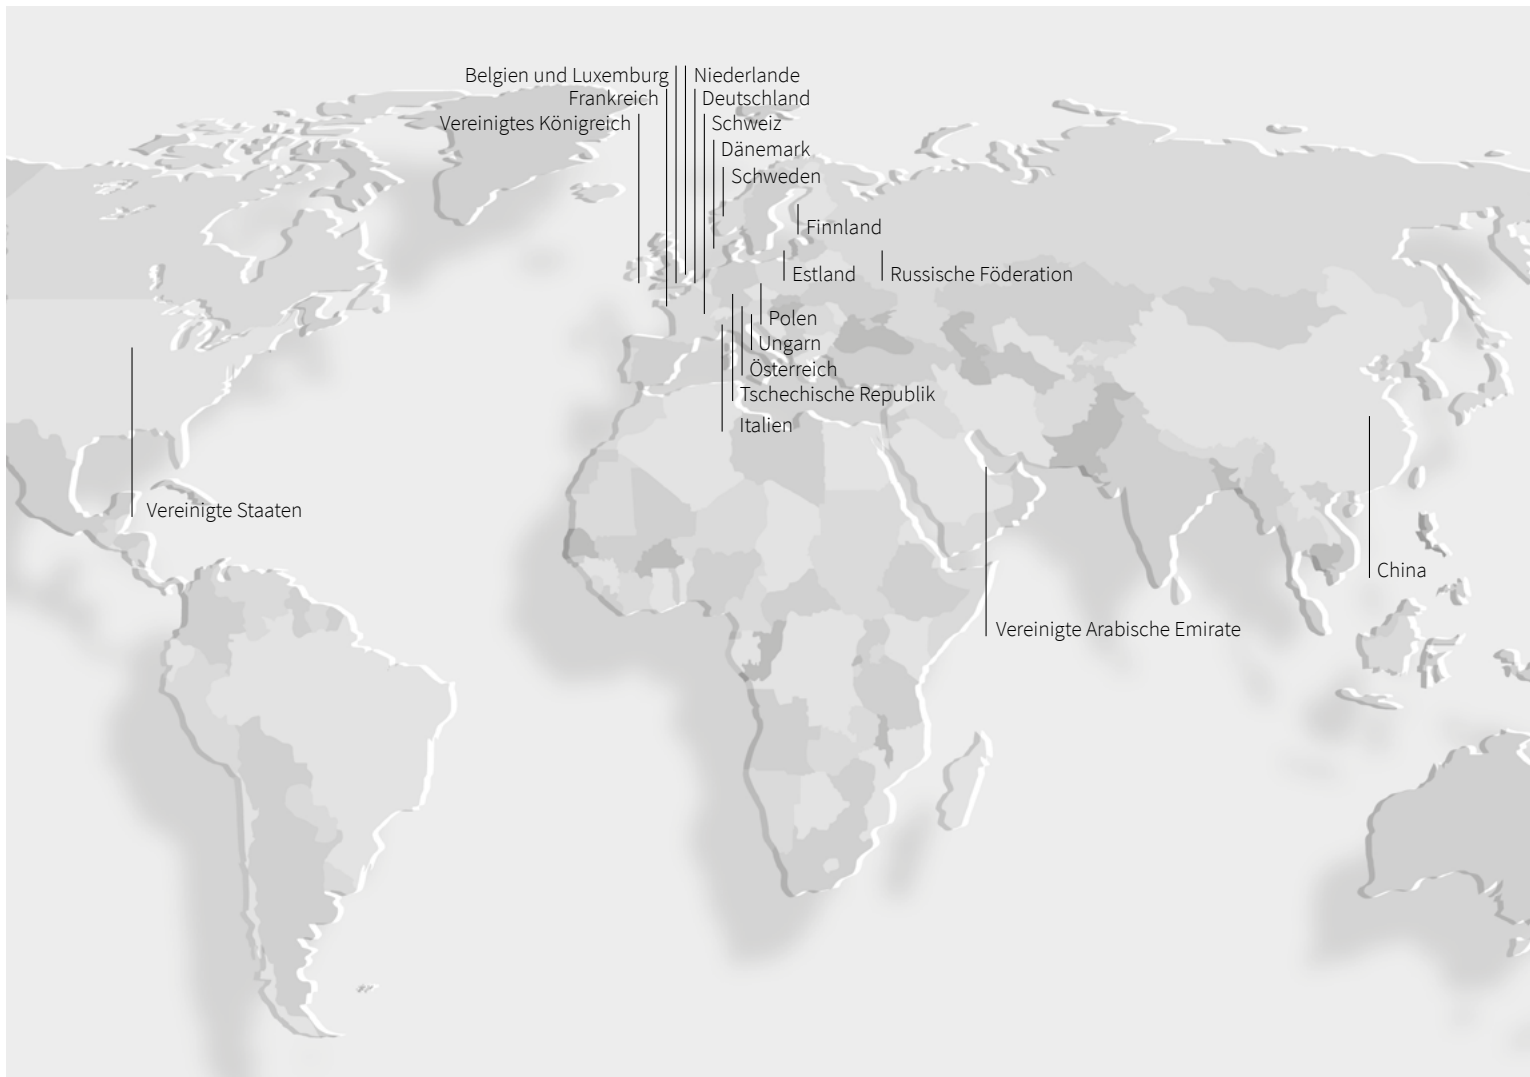 Belgien und Luxemburg
Niederlande
Frankreich
Deutschland
Vereinigtes Königreich
Schweiz
Dänemark
Schweden
Finnland
Estland
Russische Föderation
Polen
Ungarn
Österreich
Tschechische Republik
Italien
Vereinigte Staaten
China
Vereinigte Arabische Emirate